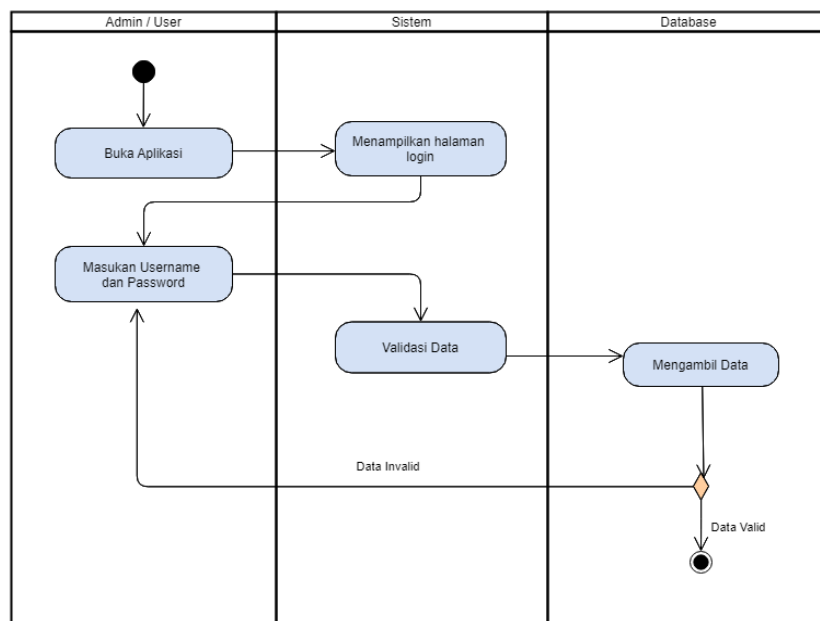 Admin / User
Sistem
Database
Buka Aplikasi
Menampilkan halaman
login
Masukan Username
dan Password
Validasi Data
Mengambil Data
Data Invalid
Data Valid